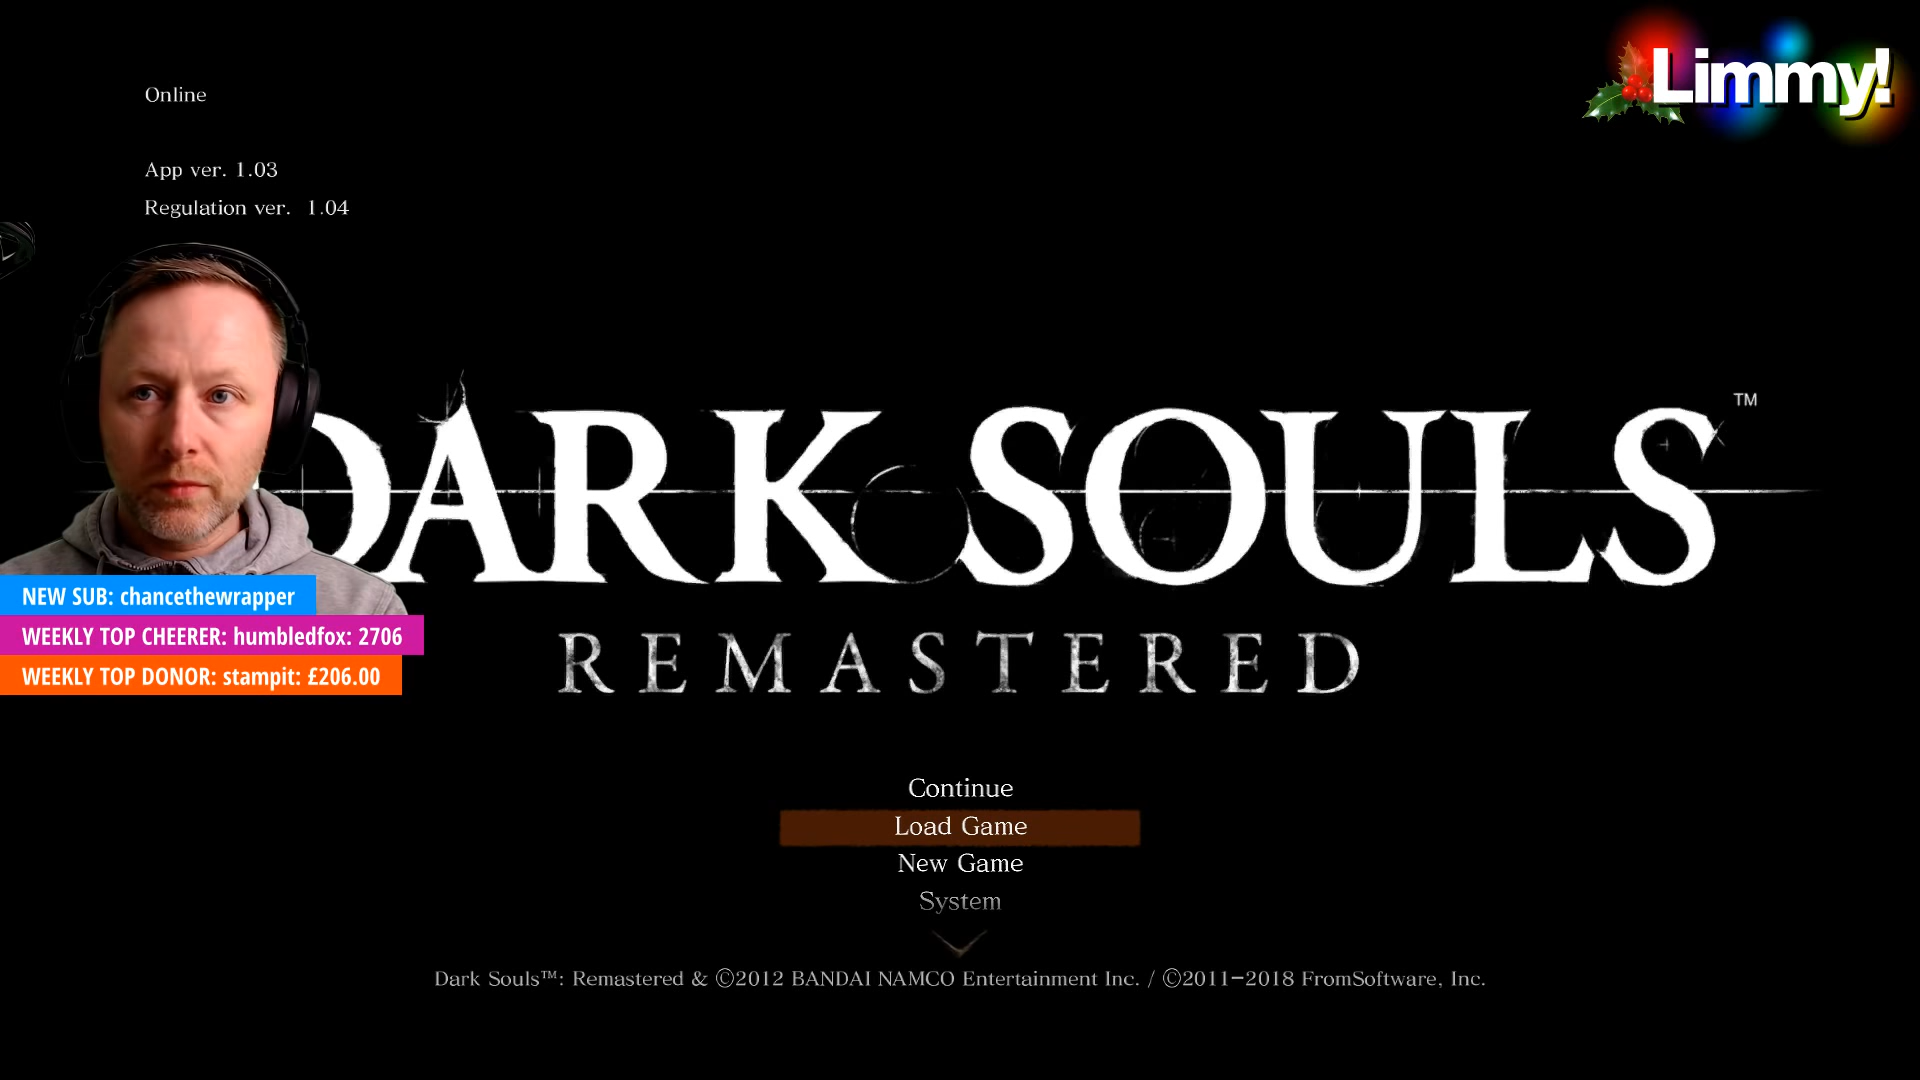 Limmy!
Online
App ver. 1.03
Regulation ver. 1.04
DARK SOULS™
REMASTERED
NEW SUB: chancethewrapper
WEEKLY TOP CHEERER: humbledfox: 2706
WEEKLY TOP DONOR: stampit: £206.00
Continue
Load Game
New Game
System
Dark Souls™: Remastered & ©2012 BANDAI NAMCO Entertainment Inc. / ©2011-2018 FromSoftware, Inc.